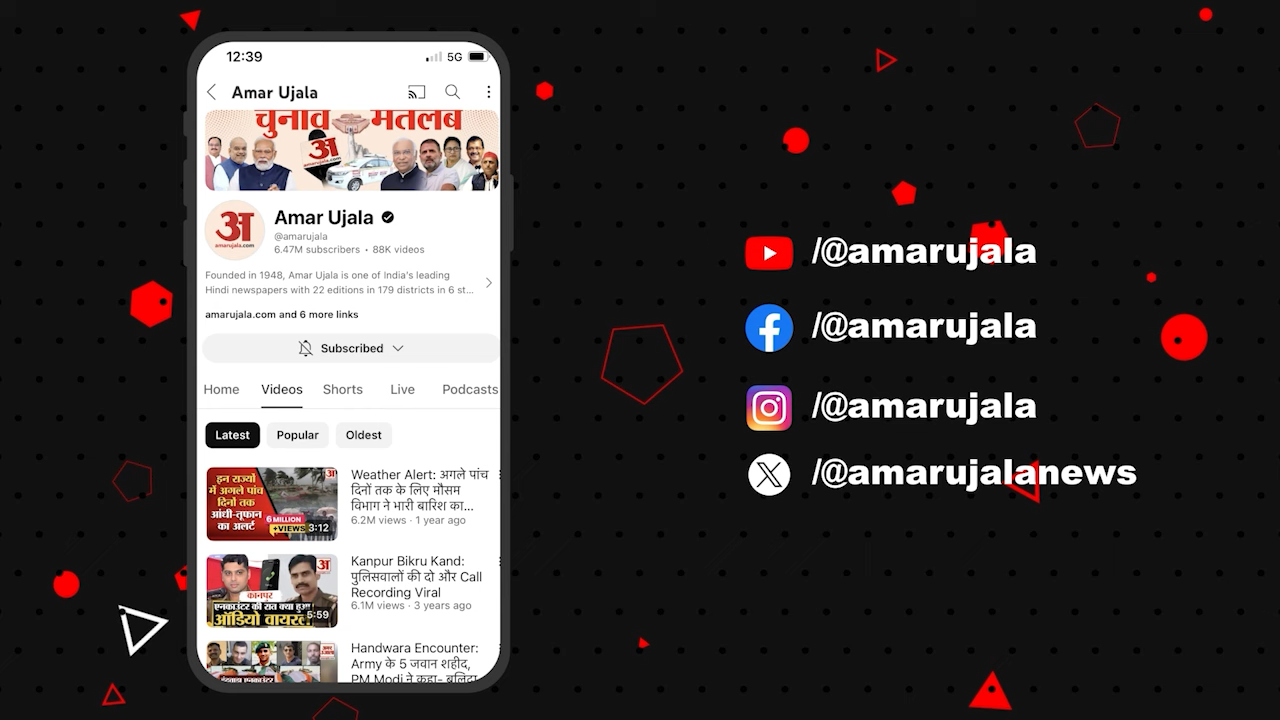 12:39
5G
Amar Ujala
चुनाव मतलब
अ
amarujala.com
अ
amarujala.com
Amar Ujala
@amarujala
6.47M subscribers • 88K videos
Founded in 1948, Amar Ujala is one of India's leading
Hindi newspapers with 22 editions in 179 districts in 6 st...
amarujala.com and 6 more links
Subscribed
Home Videos Shorts Live Podcasts
Latest Popular Oldest
इन राज्यों
में अगले पांच
दिनों तक
आंधी-तूफान
का अलर्ट
अ
6 MILLION
+VIEWS
3:12
Weather Alert: अगले पांच
दिनों तक के लिए मौसम
विभाग ने भारी बारिश का...
6.2M views · 1 year ago
अ
कानपुर
एनकाउंटर की रात क्या हुआ
ऑडियो वायरल
5:59
Kanpur Bikru Kand:
पुलिसवालों की दो और Call
Recording Viral
6.1M views · 3 years ago
Handwara Encounter:
Army के 5 जवान शहीद,
PM Modi ने कहा- बलिदा
/@amarujala
/@amarujala
/@amarujala
/@amarujalanews